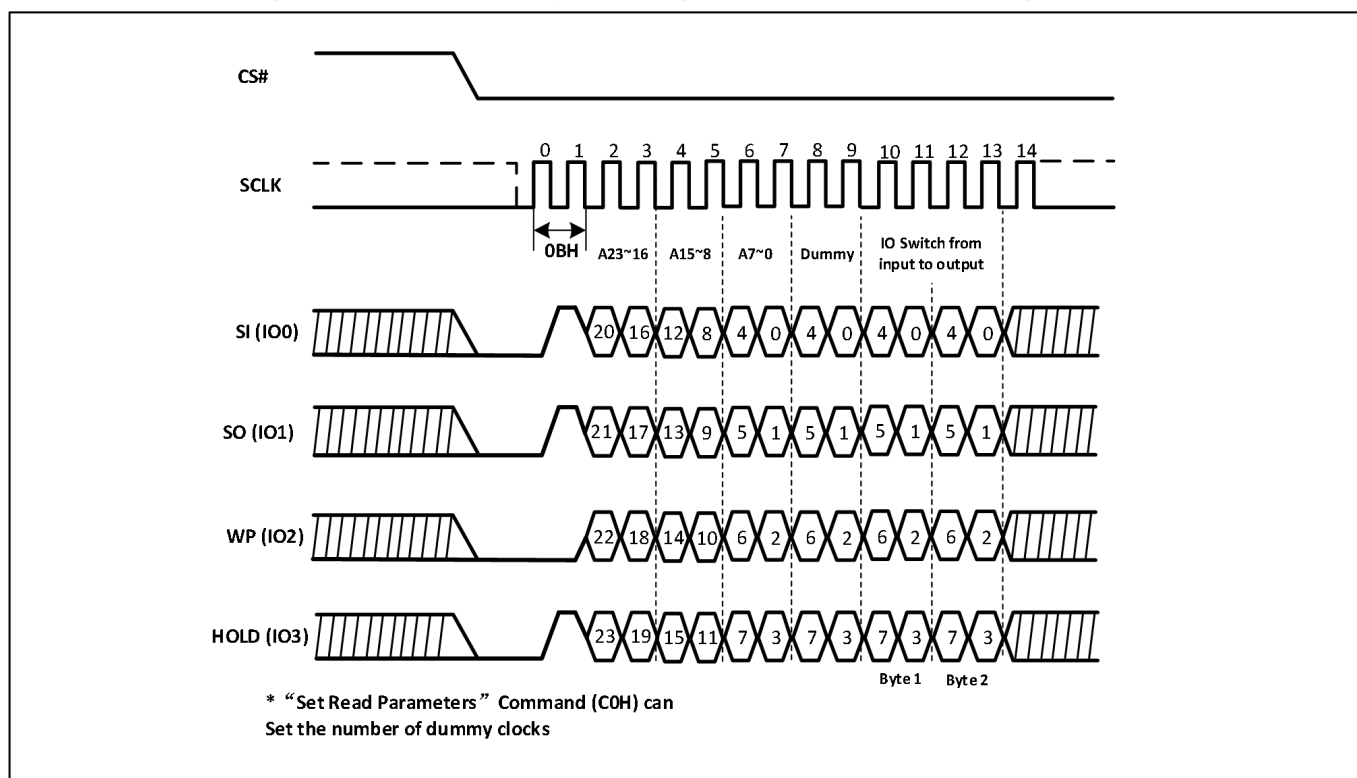 CS#
0 1 2 3 4 5 6 7 8 9 10 11 12 13 14
SCLK
0BH A23~16 A15~8 A7~0 Dummy IO Switch from
input to output
SI (IO0) 20 16 12 8 4 0 4 0 4 0 4 0
SO (IO1) 21 17 13 9 5 1 5 1 5 1 5 1
WP (IO2) 22 18 14 10 6 2 6 2 6 2 6 2
HOLD (IO3) 23 19 15 11 7 3 7 3 7 3 7 3
Byte 1 Byte 2
* “Set Read Parameters” Command (C0H) can
Set the number of dummy clocks